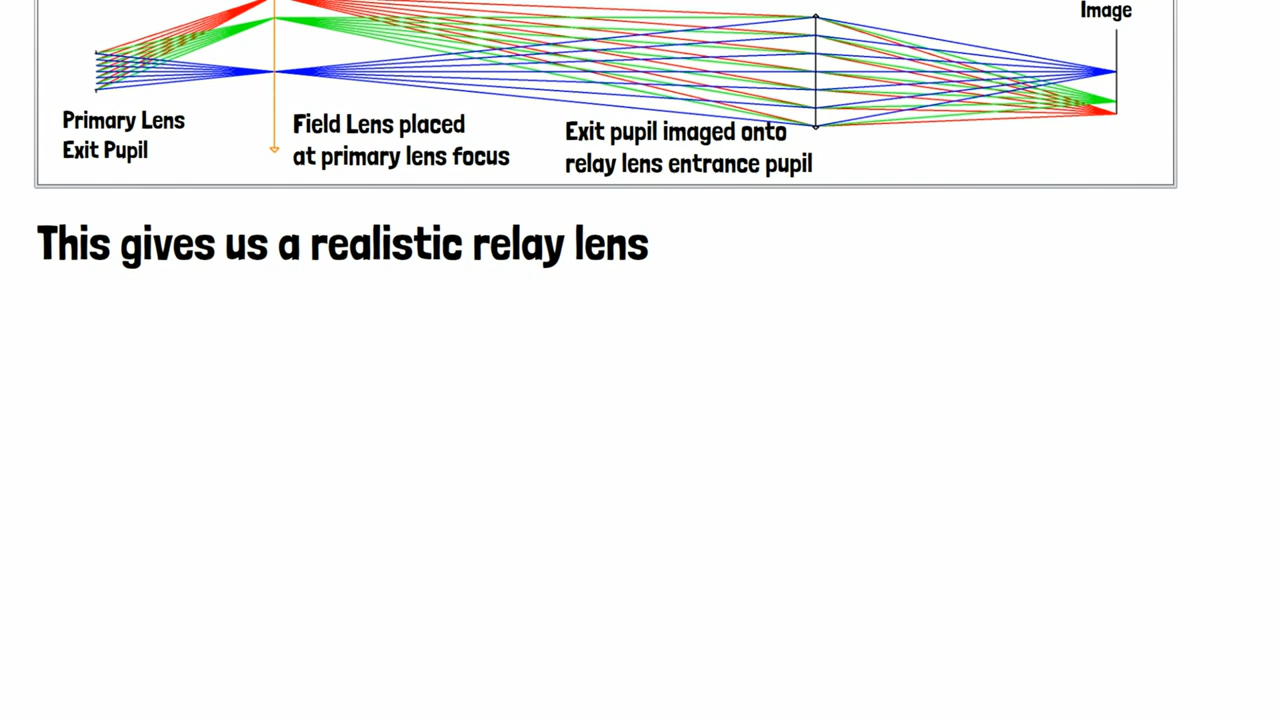 Image
Primary Lens
Exit Pupil
Field Lens placed
at primary lens focus
Exit pupil imaged onto
relay lens entrance pupil
This gives us a realistic relay lens